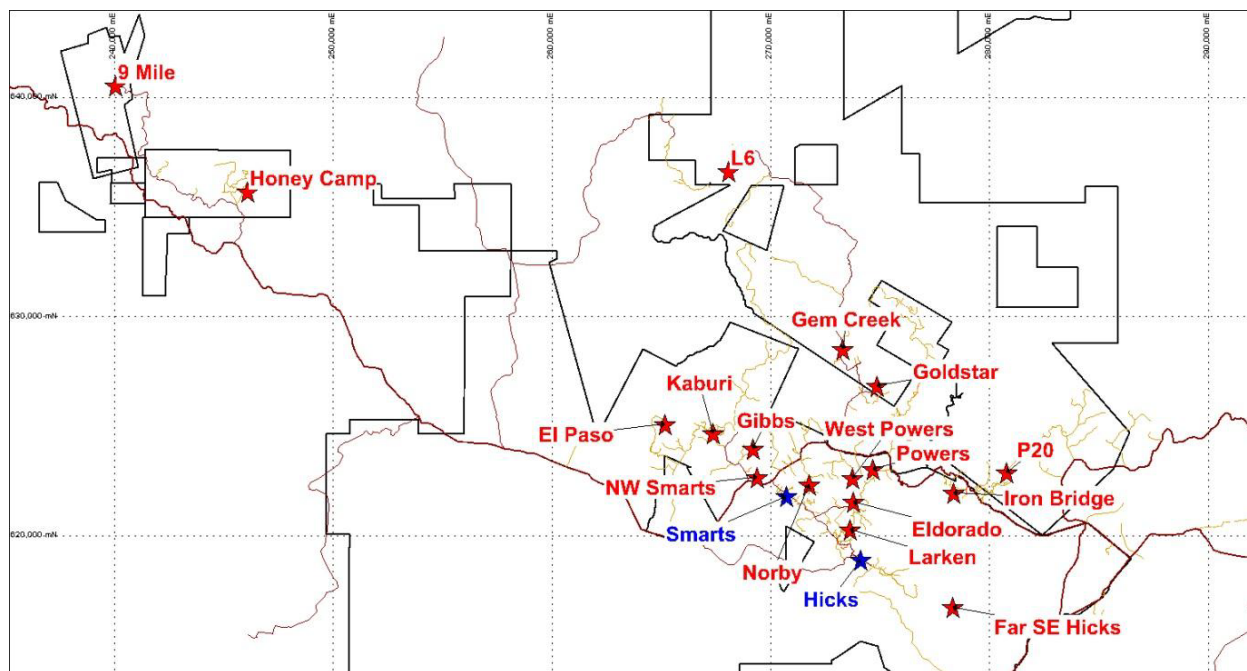 240,000 mE
250,000 mE
260,000 mE
270,000 mE
280,000 mE
290,000 mE
9 Mile
640,000 mN
Honey Camp
L6
630,000 mN
Gem Creek
Goldstar
Kaburi
Gibbs
West Powers
El Paso
Powers
P20
NW Smarts
Iron Bridge
Smarts
Eldorado
620,000 mN
Norby
Larken
Hicks
Far SE Hicks